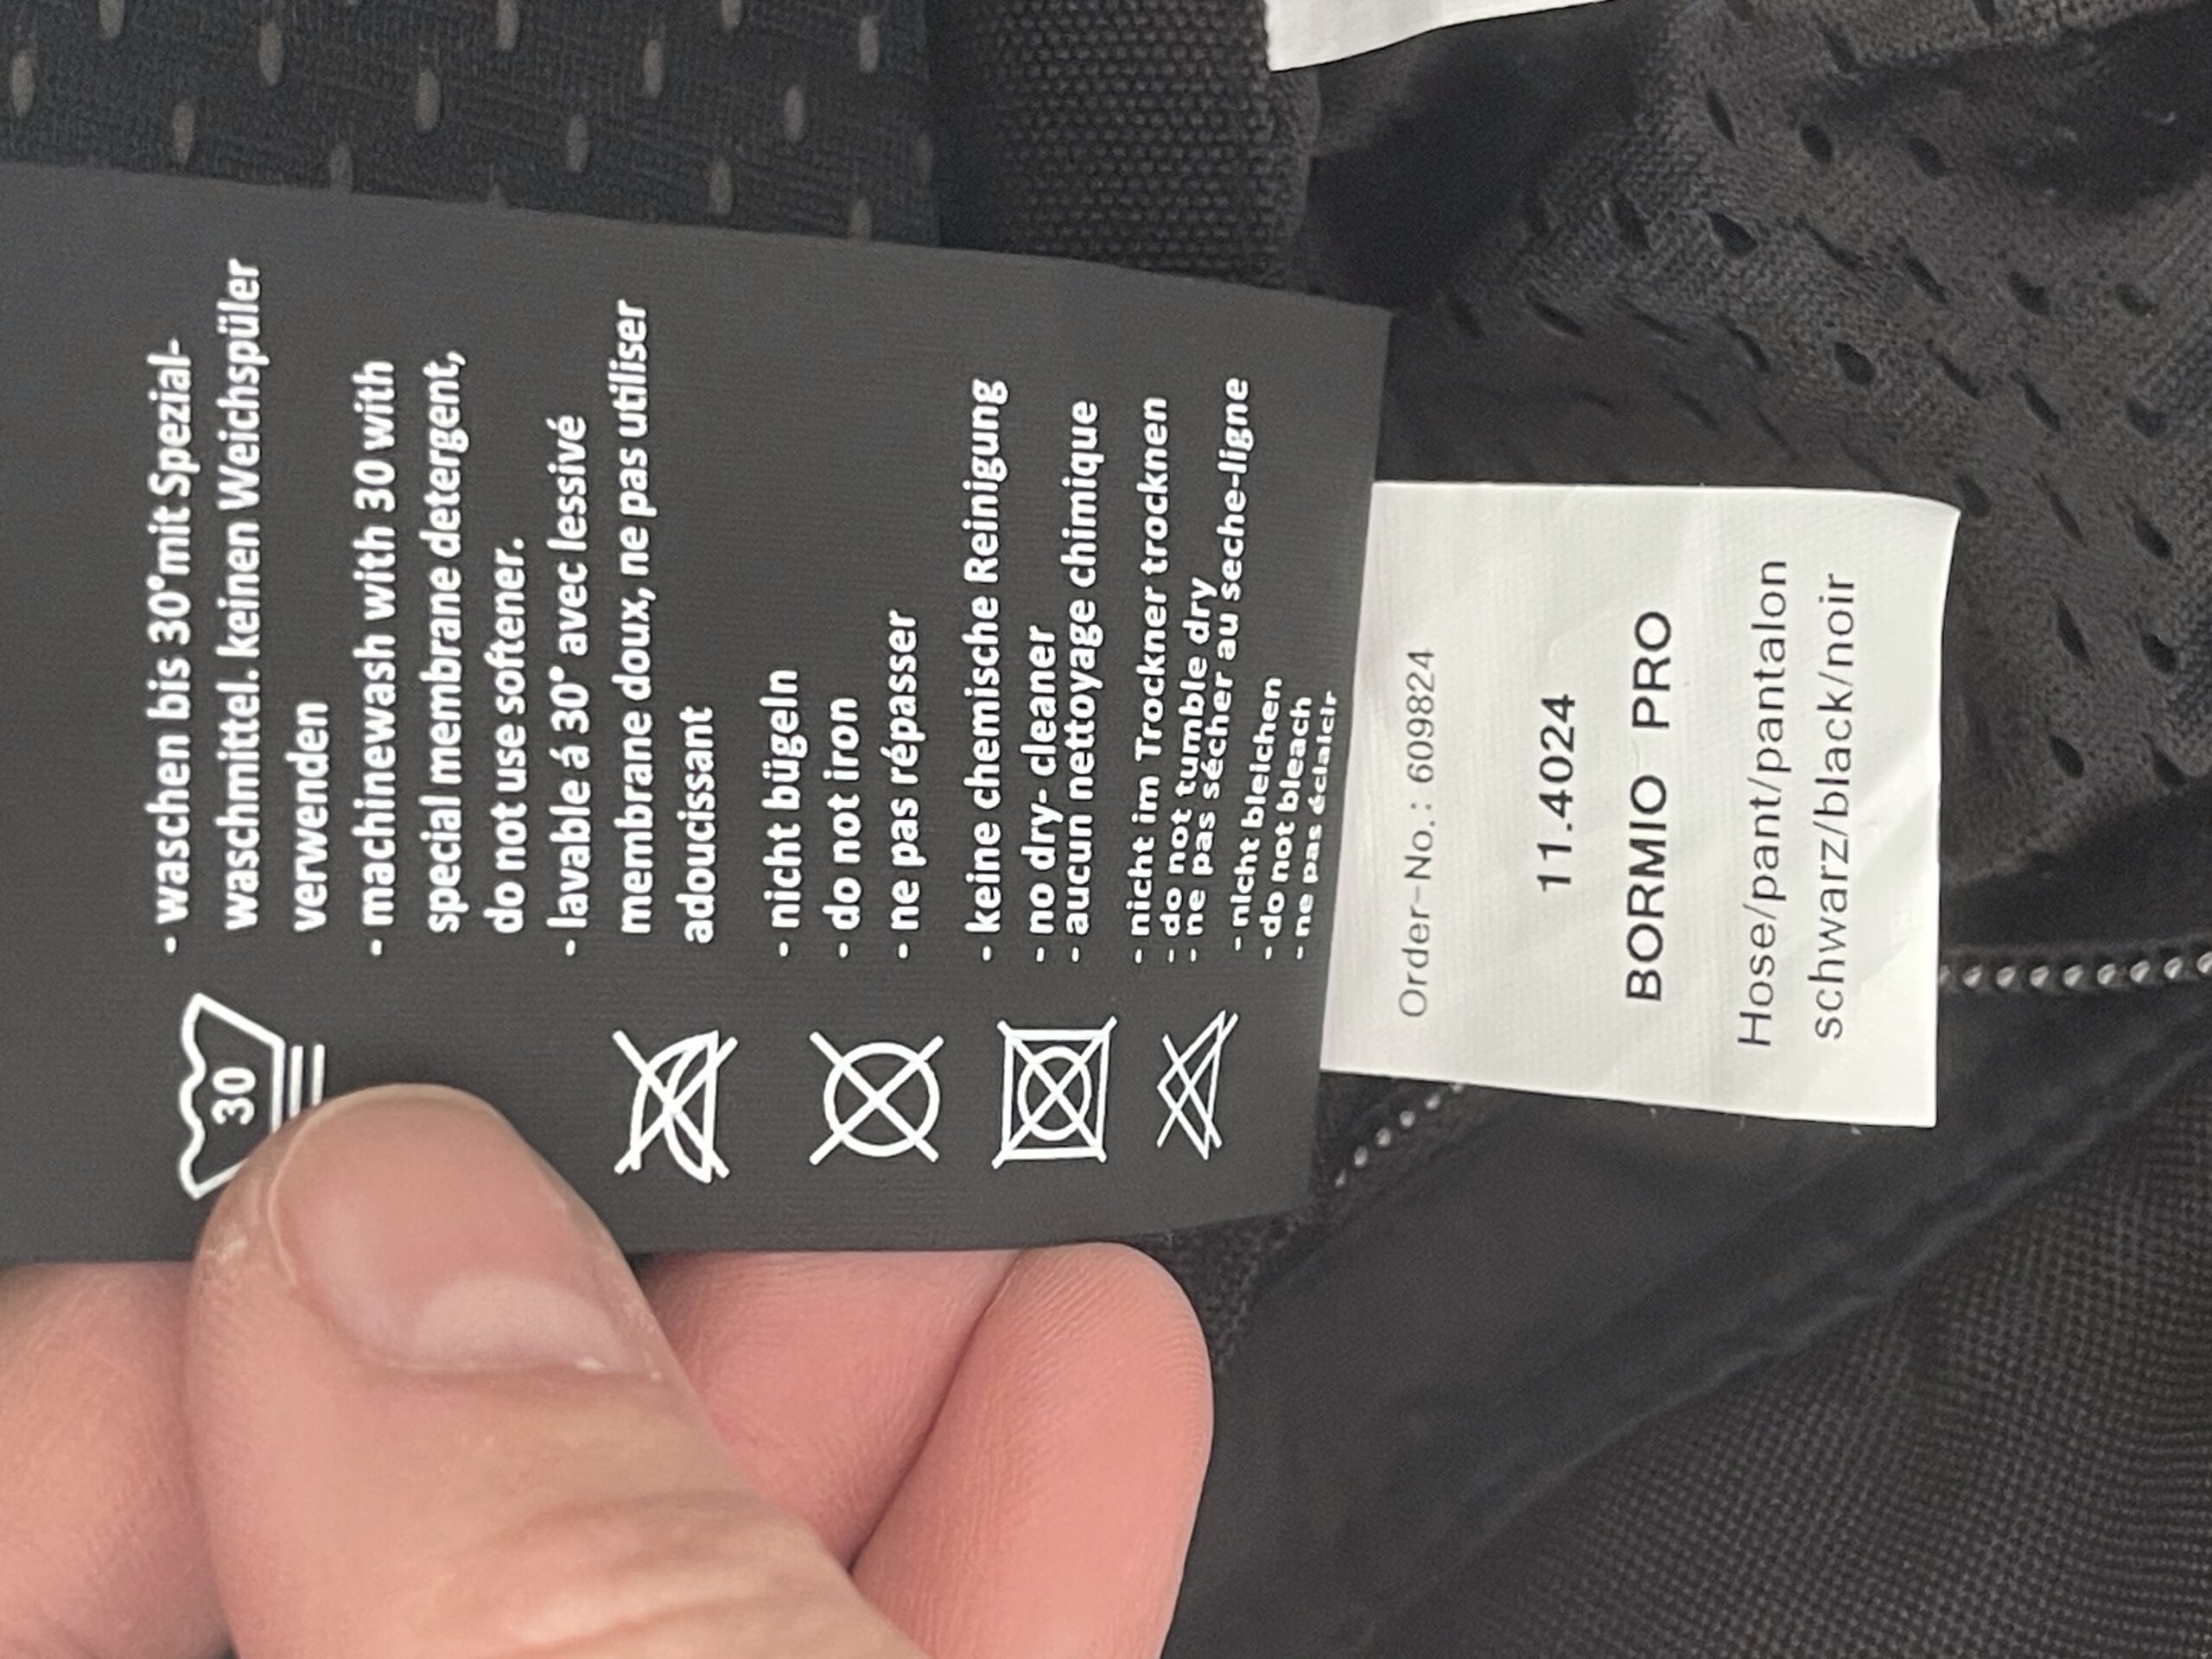 30
- waschen bis 30°mit Spezial-
waschmittel. keinen Weichspüler
verwenden
- machinewash with 30 with
special membrane detergent,
do not use softener.
- lavable á 30° avec lessivé
membrane doux, ne pas utiliser
adoucissant
- nicht bügeln
- do not iron
- ne pas répasser
- keine chemische Reinigung
- no dry- cleaner
- aucun nettoyage chimique
- nicht im Trockner trocknen
- do not tumble dry
- ne pas sécher au seche-ligne
- nicht bleichen
- do not bleach
- ne pas éclaicir
Order-No.: 609824
11.4024
BORMIO PRO
Hose/pant/pantalon
schwarz/black/noir